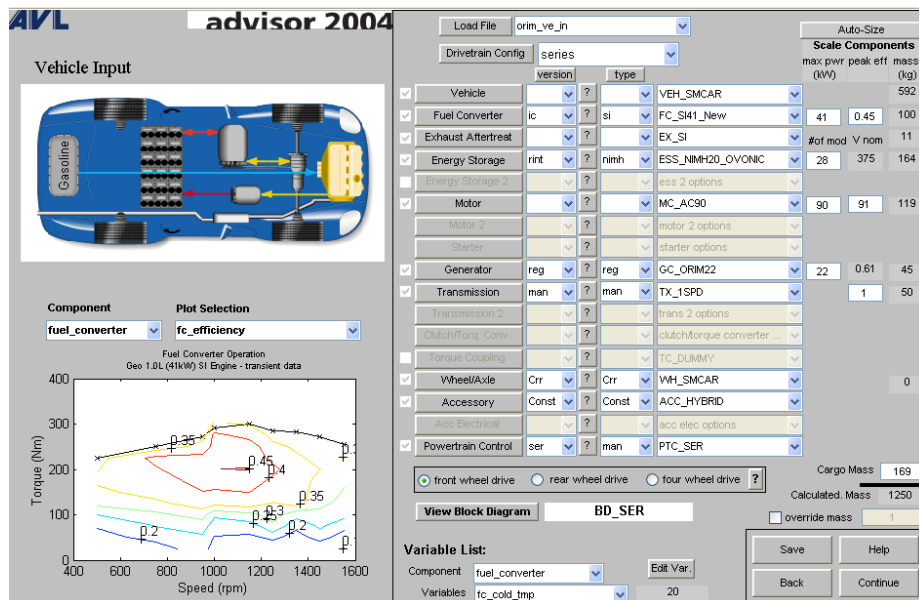 AVL
advisor 2004
Vehicle Input
Gasoline
Component
Plot Selection
fuel_converter
fc_efficiency
Fuel Converter Operation
Geo 1.0L (41kW) SI Engine - transient data
Torque (Nm)
400
300
200
100
0
0.35
0.45
0.4
0.35
0.3
0.2
0.2
400 600 800 1000 1200 1400 1600
Speed (rpm)
Load File orim_ve_in
Auto-Size
Drivetrain Config series
Scale Components
version type
max pwr peak eff mass
(kW) (kg)
Vehicle ? VEH_SMCAR 592
Fuel Converter ic ? si FC_SI41_New 41 0.45 100
Exhaust Aftertreat ? EX_SI #of mod V nom 11
Energy Storage rint ? nimh ESS_NIMH20_OVONIC 28 375 164
Energy Storage 2 ? ess 2 options
Motor ? MC_AC90 90 91 119
Motor 2 ? motor 2 options
Starter ? starter options
Generator reg ? reg GC_ORIM22 22 0.61 45
Transmission man ? man TX_1SPD 1 50
Transmission 2 ? trans 2 options
Clutch/Torq. Conv. ? clutch/torque converter ...
Torque Coupling ? TC_DUMMY
Wheel/Axle Crr ? Crr WH_SMCAR 0
Accessory Const ? Const ACC_HYBRID
Acc Electrical ? acc elec options
Powertrain Control ser ? man PTC_SER
front wheel drive rear wheel drive four wheel drive ?
Cargo Mass 169
Calculated. Mass 1250
View Block Diagram BD_SER
override mass 1
Variable List:
Component fuel_converter Edit Var.
Variables fc_cold_tmp 20
Save Help
Back Continue